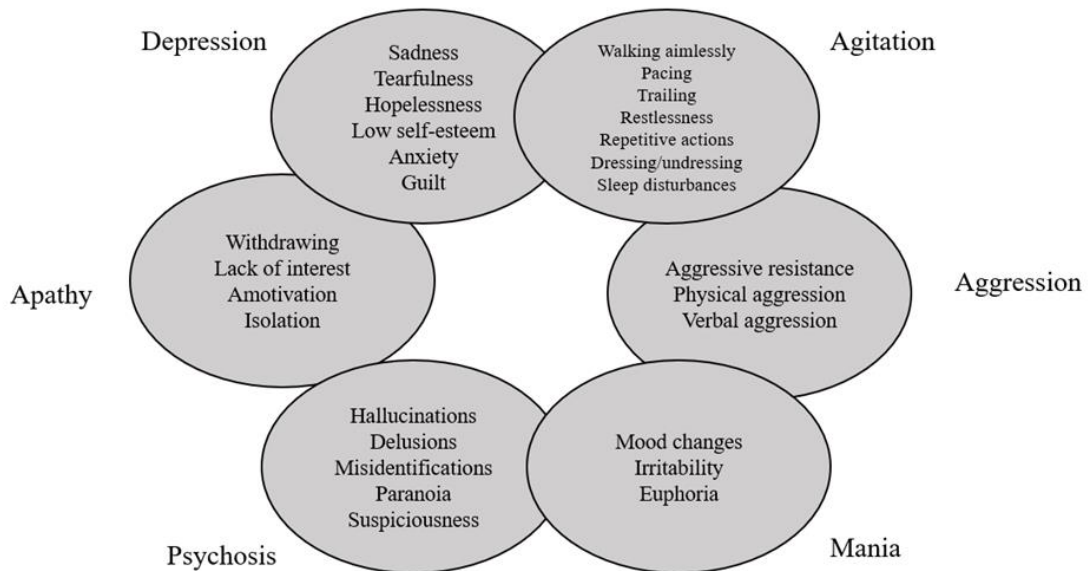 Depression
Sadness
Tearfulness
Hopelessness
Low self-esteem
Anxiety
Guilt
Agitation
Walking aimlessly
Pacing
Trailing
Restlessness
Repetitive actions
Dressing/undressing
Sleep disturbances
Apathy
Withdrawing
Lack of interest
Amotivation
Isolation
Aggression
Aggressive resistance
Physical aggression
Verbal aggression
Psychosis
Hallucinations
Delusions
Misidentifications
Paranoia
Suspiciousness
Mania
Mood changes
Irritability
Euphoria